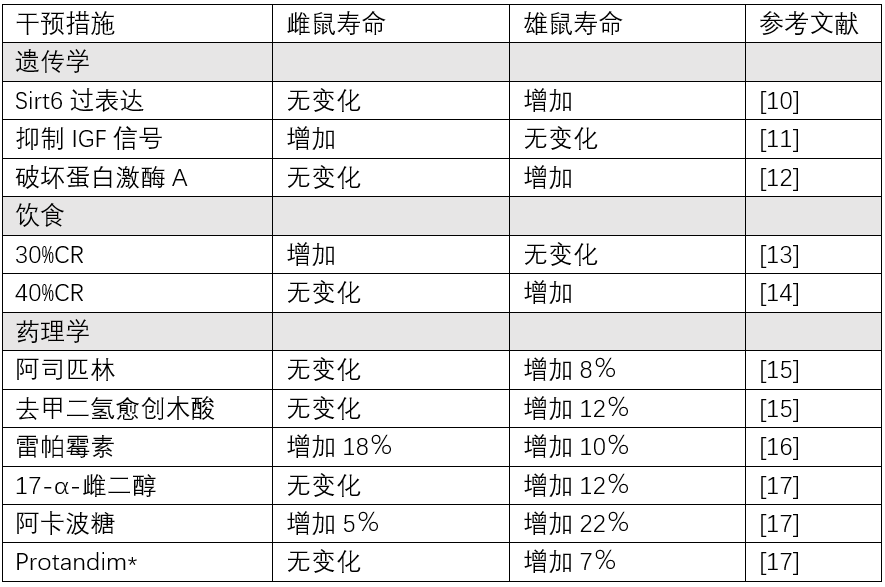 干预措施 雌鼠寿命 雄鼠寿命 参考文献
遗传学
Sirt6 过表达 无变化 增加 [10]
抑制 IGF 信号 增加 无变化 [11]
破坏蛋白激酶 A 无变化 增加 [12]
饮食
30%CR 增加 无变化 [13]
40%CR 无变化 增加 [14]
药理学
阿司匹林 无变化 增加 8% [15]
去甲二氢愈创木酸 无变化 增加 12% [15]
雷帕霉素 增加 18% 增加 10% [16]
17-α-雌二醇 无变化 增加 12% [17]
阿卡波糖 增加 5% 增加 22% [17]
Protandim* 无变化 增加 7% [17]